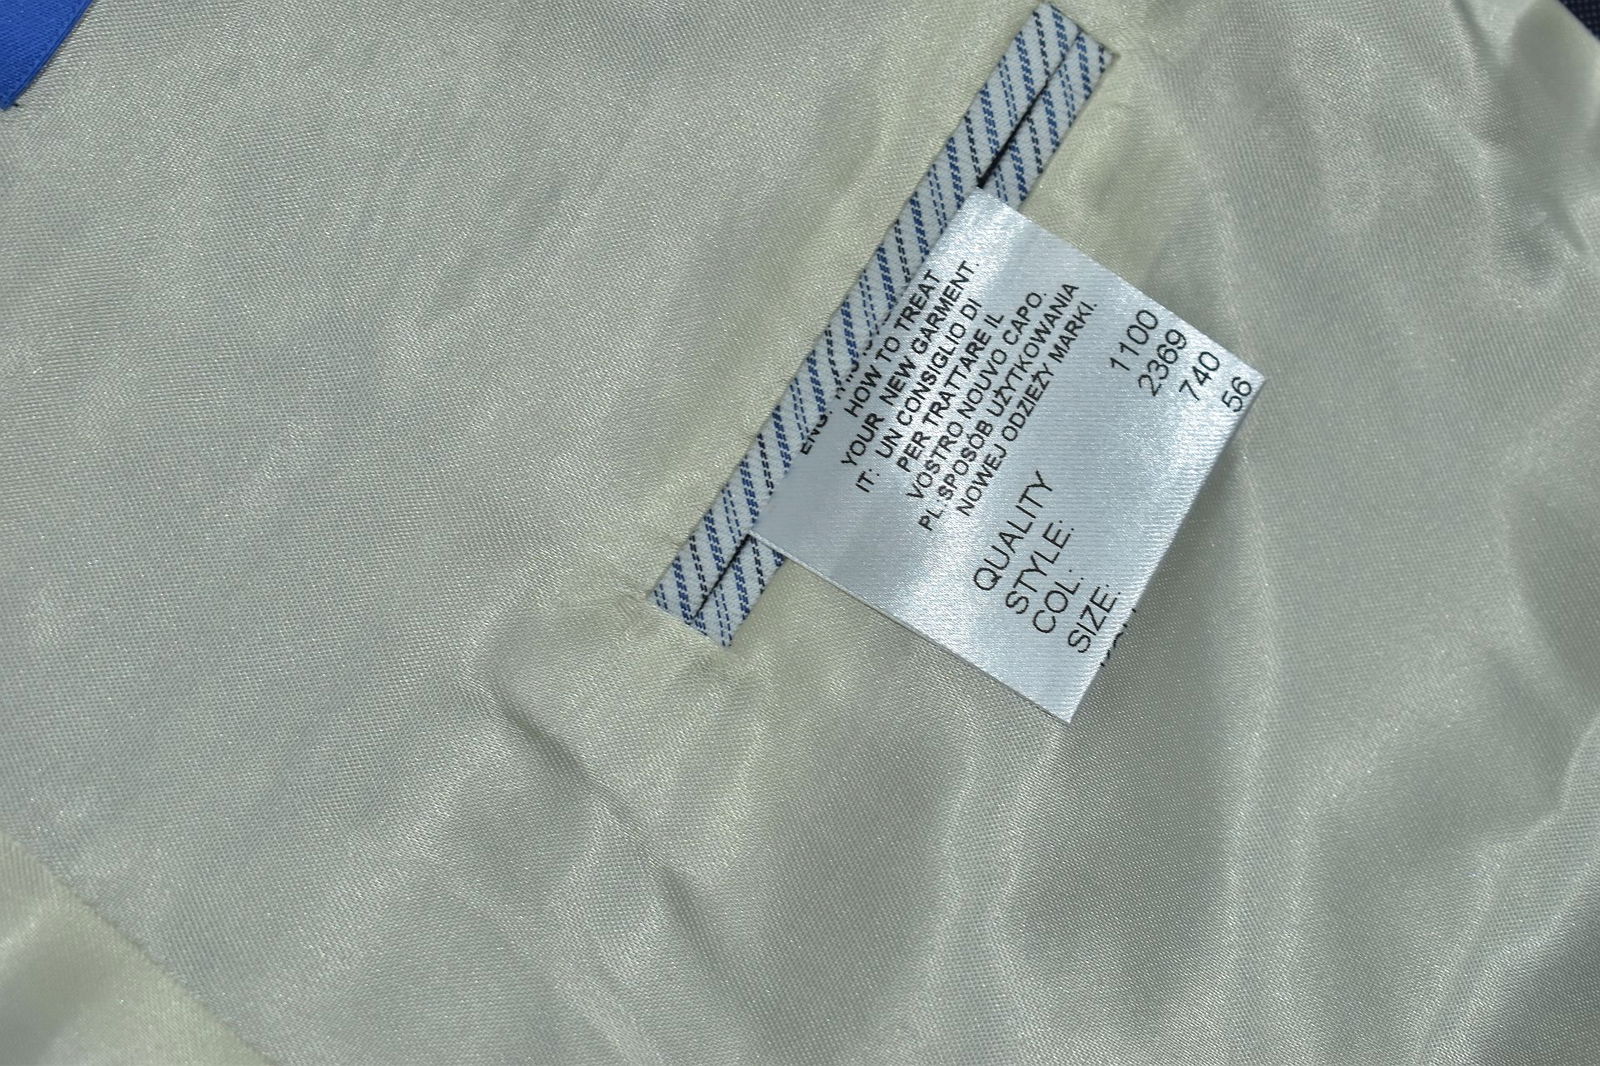 HOW TO TREAT
YOUR NEW GARMENT.
IT: UN CONSIGLIO DI
PER TRATTARE IL
VOSTRO NOUVO CAPO.
PL.:SPOSÓB UŻYTKOWANIA
NOWEJ ODZIEŻY MARKI.
QUALITY 1100
STYLE: 2369
COL: 740
SIZE: 56